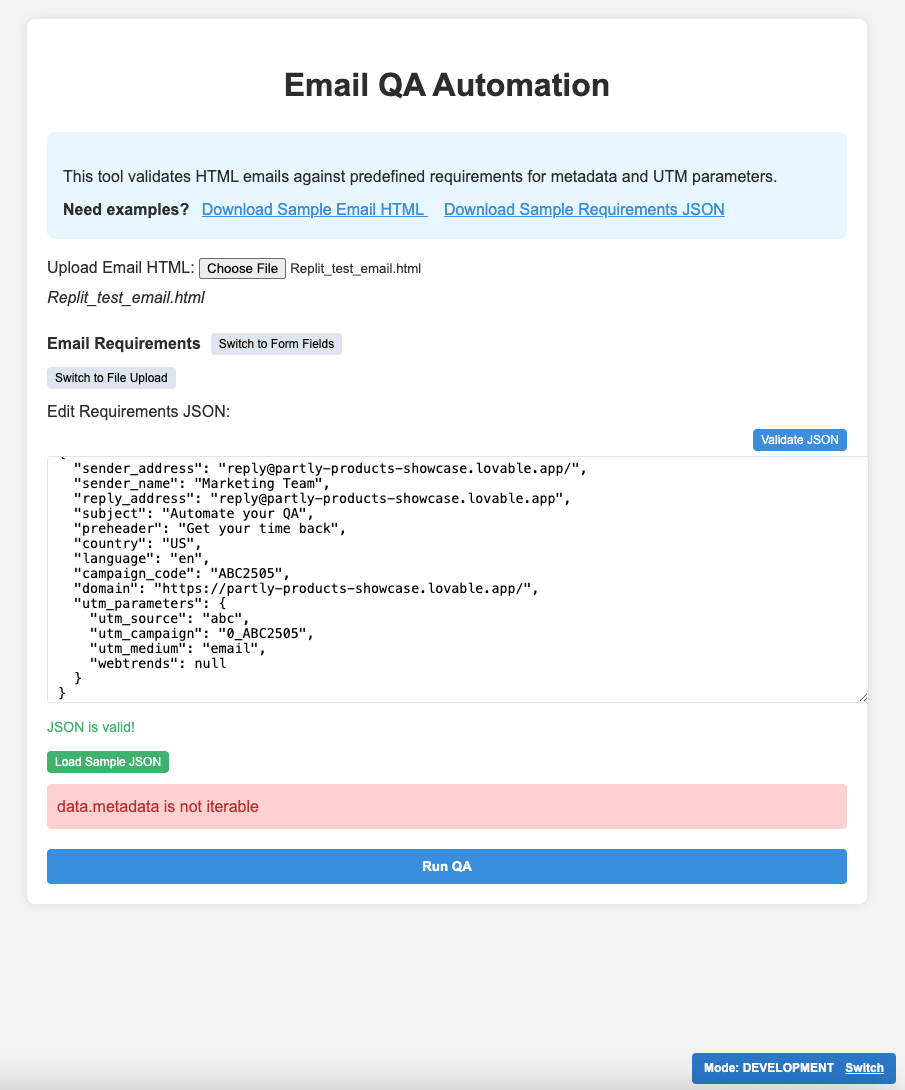 Email QA Automation
This tool validates HTML emails against predefined requirements for metadata and UTM parameters.
Need examples? Download Sample Email HTML Download Sample Requirements JSON
Upload Email HTML: Choose File Replit_test_email.html
Replit_test_email.html
Email Requirements Switch to Form Fields
Switch to File Upload
Edit Requirements JSON:
Validate JSON
{
"sender_address": "reply@partly-products-showcase.lovable.app/",
"sender_name": "Marketing Team",
"reply_address": "reply@partly-products-showcase.lovable.app",
"subject": "Automate your QA",
"preheader": "Get your time back",
"country": "US",
"language": "en",
"campaign_code": "ABC2505",
"domain": "https://partly-products-showcase.lovable.app/",
"utm_parameters": {
"utm_source": "abc",
"utm_campaign": "0_ABC2505",
"utm_medium": "email",
"webtrends": null
}
}
JSON is valid!
Load Sample JSON
data.metadata is not iterable
Run QA
Mode: DEVELOPMENT Switch